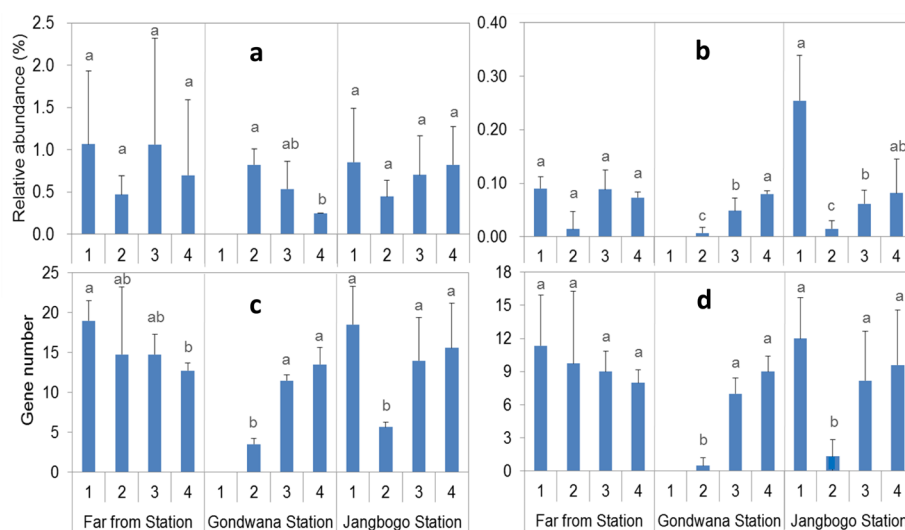 2.5
2.0
1.5
1.0
0.5
0.0
Relative abundance (%)
a
a a a a a ab b a a a a
1 2 3 4 1 2 3 4 1 2 3 4
0.40
0.30
0.20
0.10
0.00
b
a a a a c b a a c b ab
1 2 3 4 1 2 3 4 1 2 3 4
25
20
15
10
5
0
Gene number
c
a ab ab b b a a a b a a
1 2 3 4 1 2 3 4 1 2 3 4
Far from Station Gondwana Station Jangbogo Station
18
15
12
9
6
3
0
d
a a a a b a a a b a a
1 2 3 4 1 2 3 4 1 2 3 4
Far from Station Gondwana Station Jangbogo Station